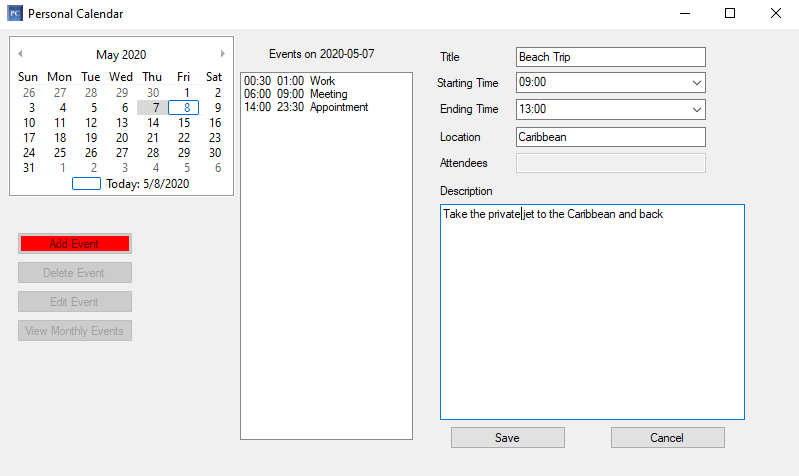 PC Personal Calendar
May 2020
Sun Mon Tue Wed Thu Fri Sat
26 27 28 29 30 1 2
3 4 5 6 7 8 9
10 11 12 13 14 15 16
17 18 19 20 21 22 23
24 25 26 27 28 29 30
31 1 2 3 4 5 6
Today: 5/8/2020
Add Event
Delete Event
Edit Event
View Monthly Events
Events on 2020-05-07
00:30 01:00 Work
06:00 09:00 Meeting
14:00 23:30 Appointment
Title Beach Trip
Starting Time 09:00
Ending Time 13:00
Location Caribbean
Attendees
Description
Take the private jet to the Caribbean and back
Save Cancel